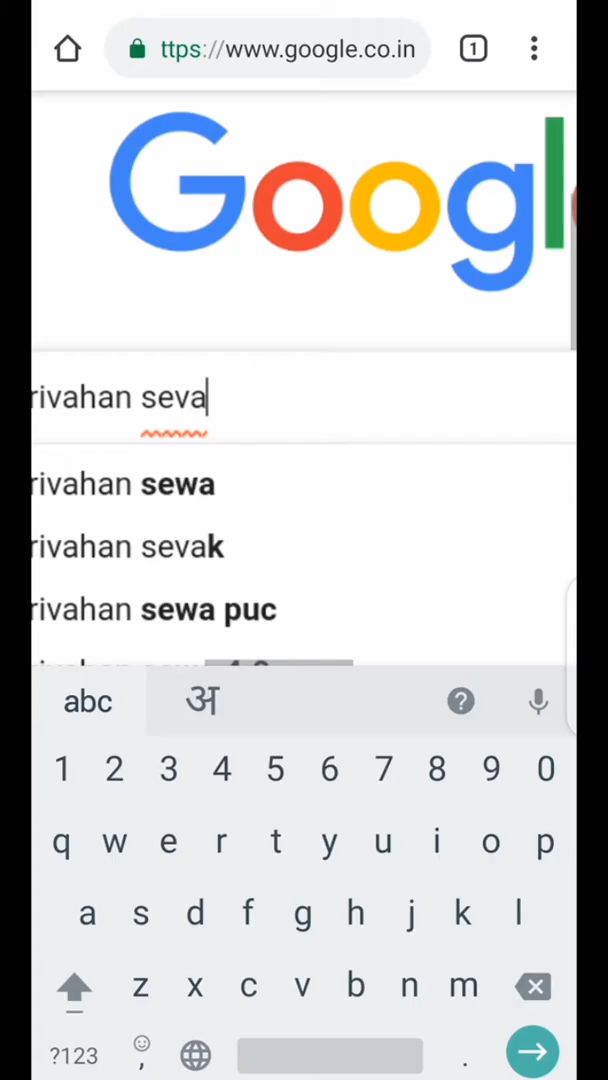 1
ttps://www.google.co.in
Googl
rivahan seva
rivahan sewa
rivahan sevak
rivahan sewa puc
abc अ ?
1 2 3 4 5 6 7 8 9 0
q w e r t y u i o p
a s d f g h j k l
z x c v b n m
?123 , .